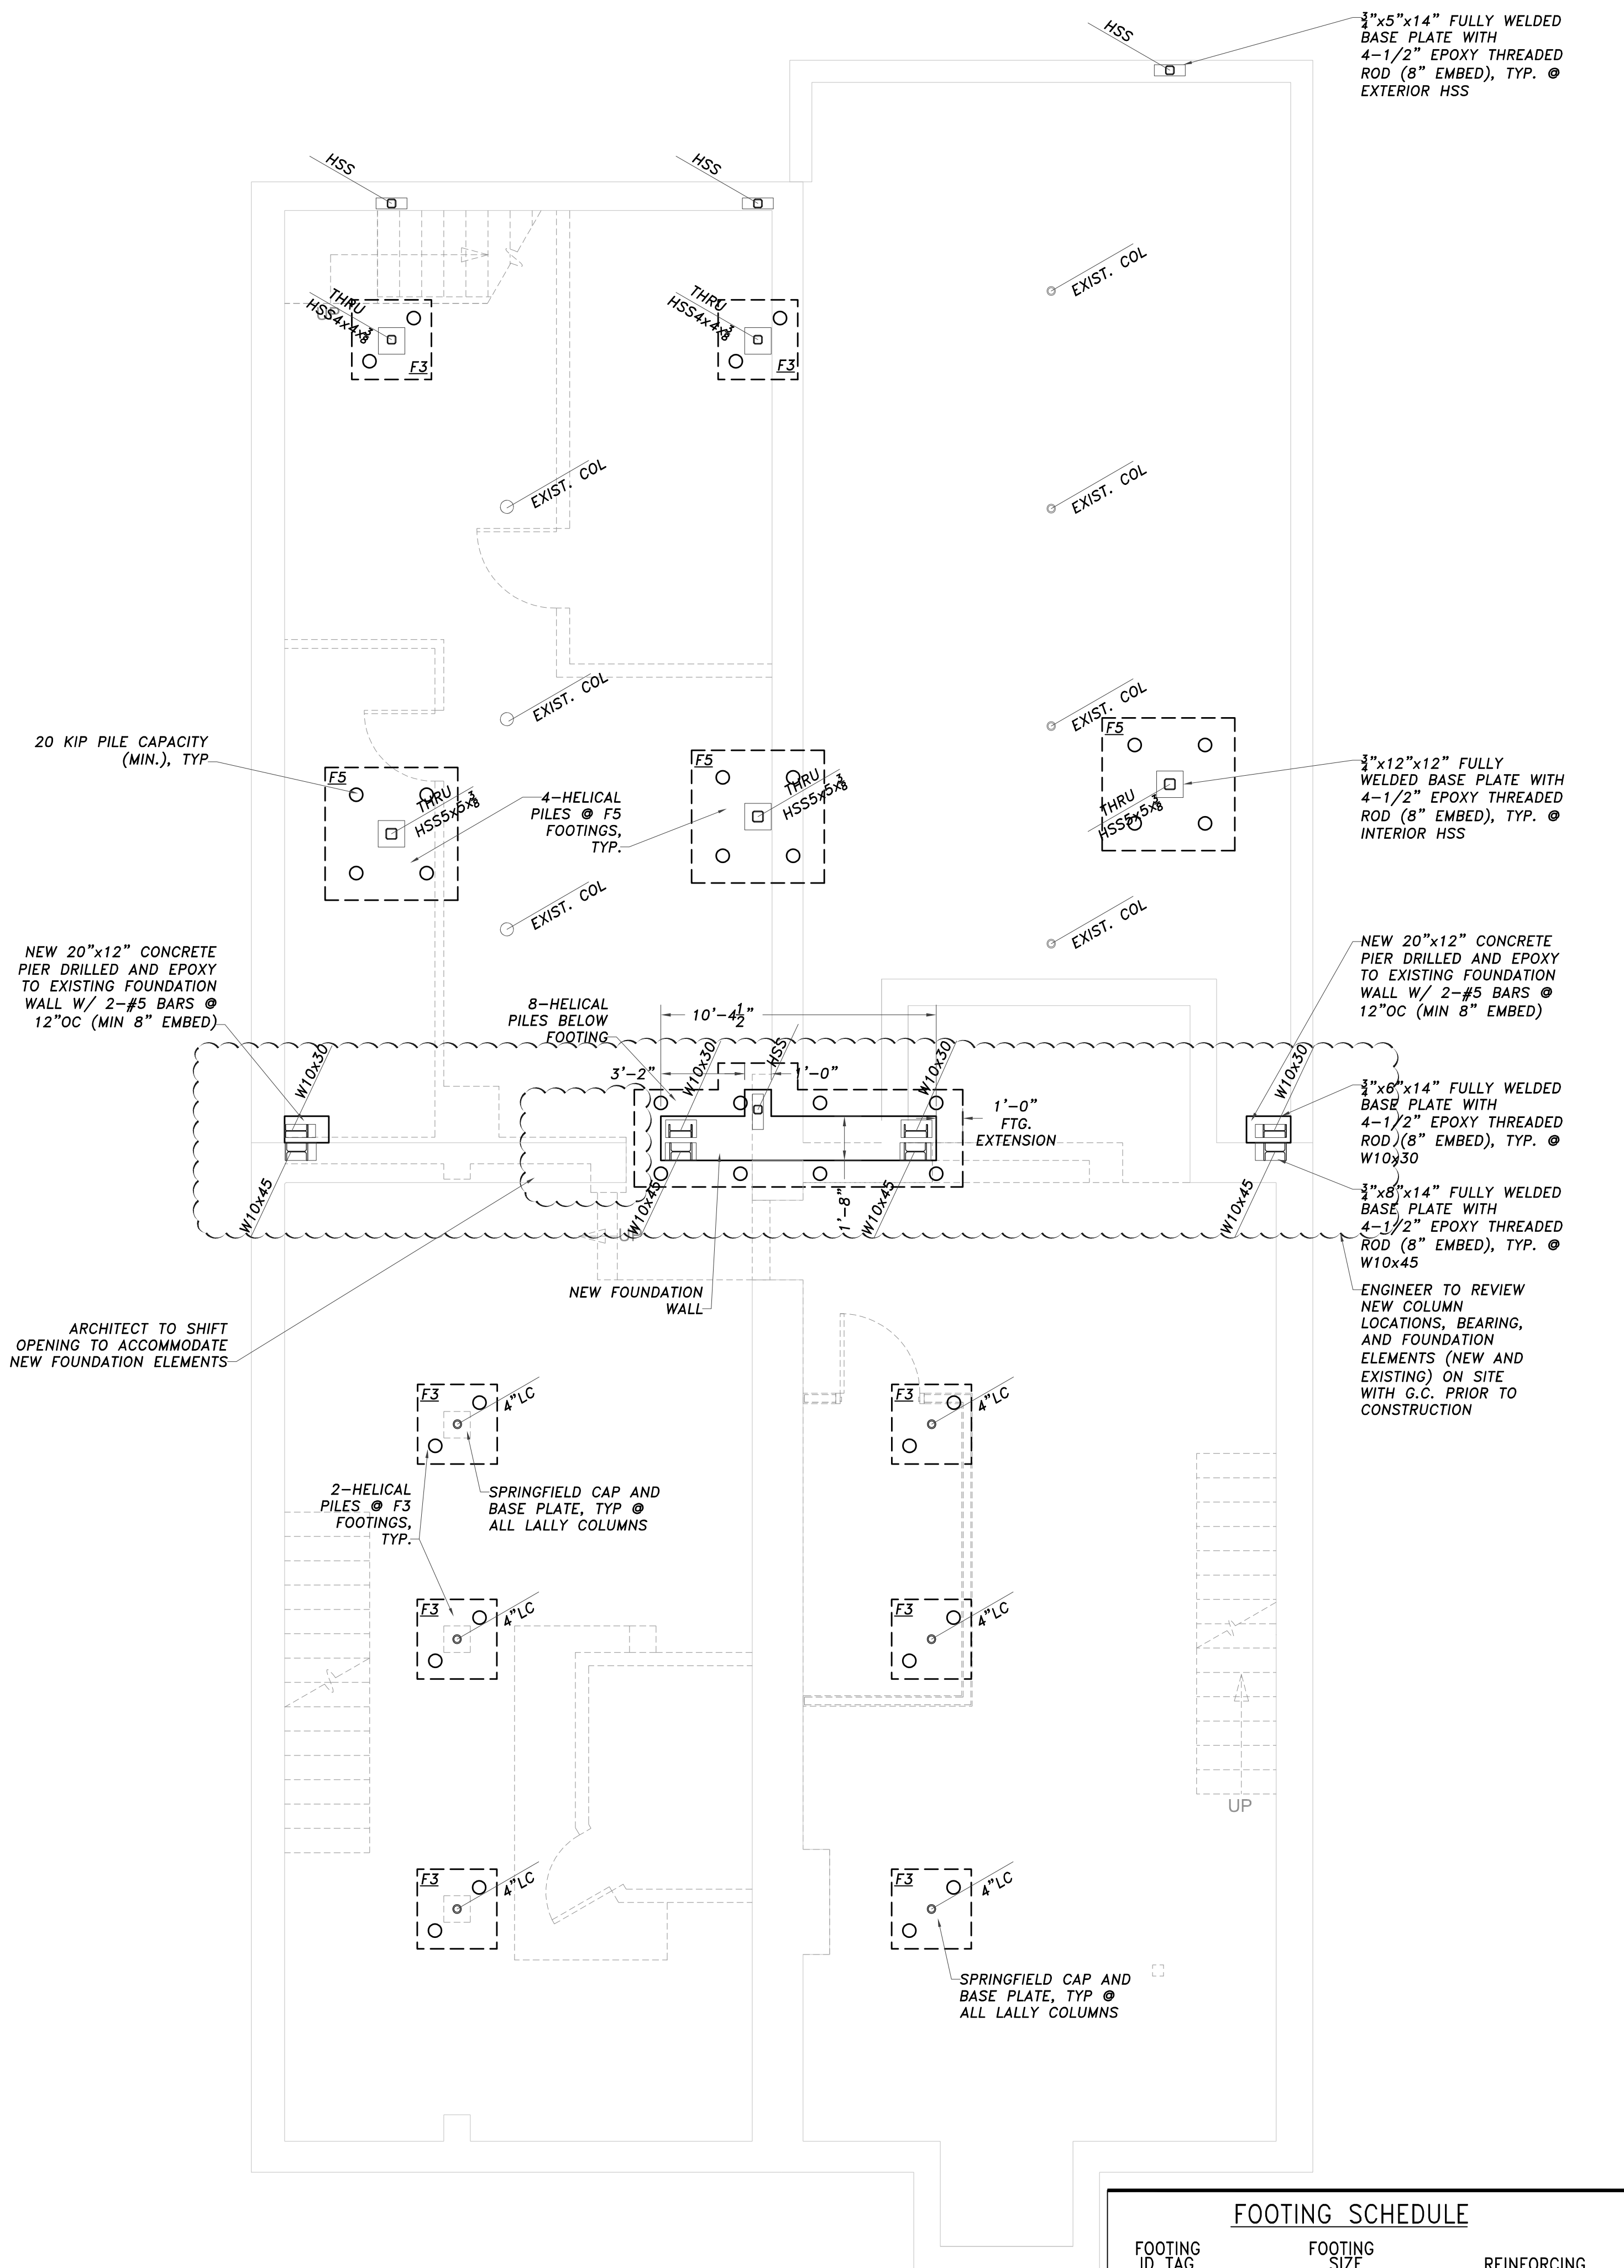 HSS
3/4"x5"x14" FULLY WELDED
BASE PLATE WITH
4-1/2" EPOXY THREADED
ROD (8" EMBED), TYP. @
EXTERIOR HSS
HSS
HSS
EXIST. COL
THRU
HSS4x4x3/8
F3
THRU
HSS4x4x3/8
F3
EXIST. COL
EXIST. COL
EXIST. COL
EXIST. COL
20 KIP PILE CAPACITY
(MIN.), TYP
F5
THRU
HSS5x5x3/8
4-HELICAL
PILES @ F5
FOOTINGS,
TYP.
F5
THRU
HSS5x5x3/8
F5
THRU
HSS5x5x3/8
3/4"x12"x12" FULLY
WELDED BASE PLATE WITH
4-1/2" EPOXY THREADED
ROD (8" EMBED), TYP. @
INTERIOR HSS
EXIST. COL
EXIST. COL
NEW 20"x12" CONCRETE
PIER DRILLED AND EPOXY
TO EXISTING FOUNDATION
WALL W/ 2-#5 BARS @
12"OC (MIN 8" EMBED)
NEW 20"x12" CONCRETE
PIER DRILLED AND EPOXY
TO EXISTING FOUNDATION
WALL W/ 2-#5 BARS @
12"OC (MIN 8" EMBED)
8-HELICAL
PILES BELOW
FOOTING
10'-4 1/2"
3'-2"
HSS
1'-0"
W10x30
W10x30
W10x30
W10x30
1'-0"
FTG.
EXTENSION
1'-8"
3/4"x6"x14" FULLY WELDED
BASE PLATE WITH
4-1/2" EPOXY THREADED
ROD (8" EMBED), TYP. @
W10x30
3/4"x8"x14" FULLY WELDED
BASE PLATE WITH
4-1/2" EPOXY THREADED
ROD (8" EMBED), TYP. @
W10x45
W10x45
W10x45
W10x45
W10x45
UP
NEW FOUNDATION
WALL
ENGINEER TO REVIEW
NEW COLUMN
LOCATIONS, BEARING,
AND FOUNDATION
ELEMENTS (NEW AND
EXISTING) ON SITE
WITH G.C. PRIOR TO
CONSTRUCTION
ARCHITECT TO SHIFT
OPENING TO ACCOMMODATE
NEW FOUNDATION ELEMENTS
F3
4"LC
F3
4"LC
2-HELICAL
PILES @ F3
FOOTINGS,
TYP.
SPRINGFIELD CAP AND
BASE PLATE, TYP @
ALL LALLY COLUMNS
F3
4"LC
F3
4"LC
UP
F3
4"LC
F3
4"LC
SPRINGFIELD CAP AND
BASE PLATE, TYP @
ALL LALLY COLUMNS
FOOTING SCHEDULE
FOOTING
ID TAG
FOOTING
SIZE
REINFORCING